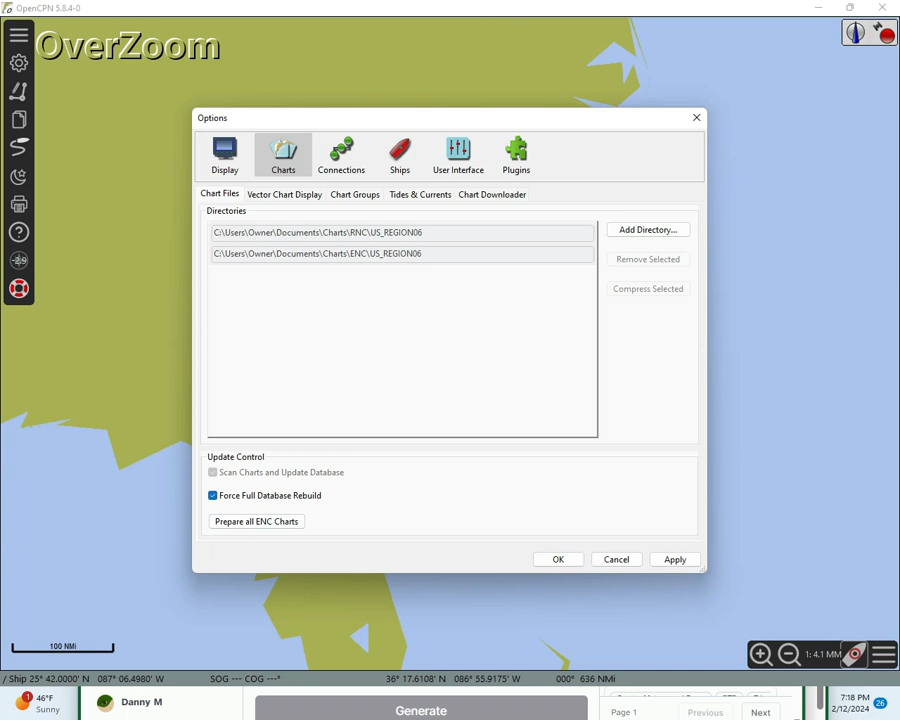 OpenCPN 5.8.4-0
OverZoom
Options
Display
Charts
Connections
Ships
User Interface
Plugins
Chart Files
Vector Chart Display
Chart Groups
Tides & Currents
Chart Downloader
Directories
C:\Users\Owner\Documents\Charts\RNC\US_REGION06
C:\Users\Owner\Documents\Charts\ENC\US_REGION06
Add Directory...
Remove Selected
Compress Selected
Update Control
Scan Charts and Update Database
Force Full Database Rebuild
Prepare all ENC Charts
OK
Cancel
Apply
100 NMi
1: 4.1 MM
/ Ship 25° 42.0000' N 087° 06.4980' W SOG --- COG ---° 36° 17.6108' N 086° 55.9175' W 000° 636 NMi
1
46°F
Sunny
Danny M
Generate
Page 1
Previous
Next
7:18 PM
2/12/2024
26